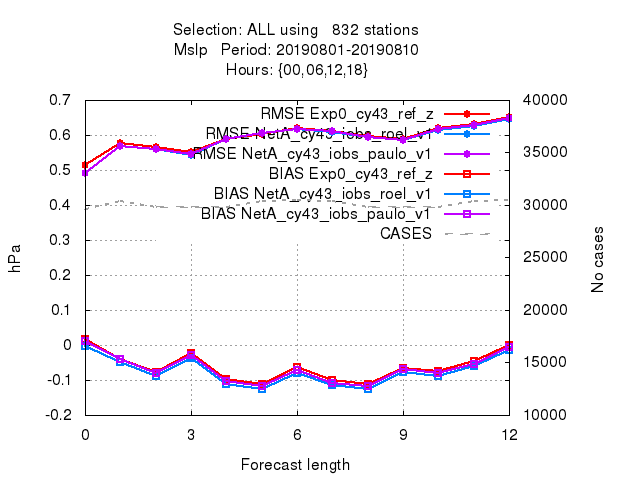 Selection: ALL using   832 stations
Mslp   Period: 20190801-20190810
Hours: {00,06,12,18}
0.7
0.6
0.5
0.4
0.3
0.2
0.1
0
-0.1
-0.2
hPa
RMSE Exp0_cy43_ref_z
RMSE NetA_cy43_iobs_roel_v1
RMSE NetA_cy43_iobs_paulo_v1
BIAS Exp0_cy43_ref_z
BIAS NetA_cy43_iobs_roel_v1
BIAS NetA_cy43_iobs_paulo_v1
CASES
40000
35000
30000
25000
20000
15000
10000
No cases
0 3 6 9 12
Forecast length